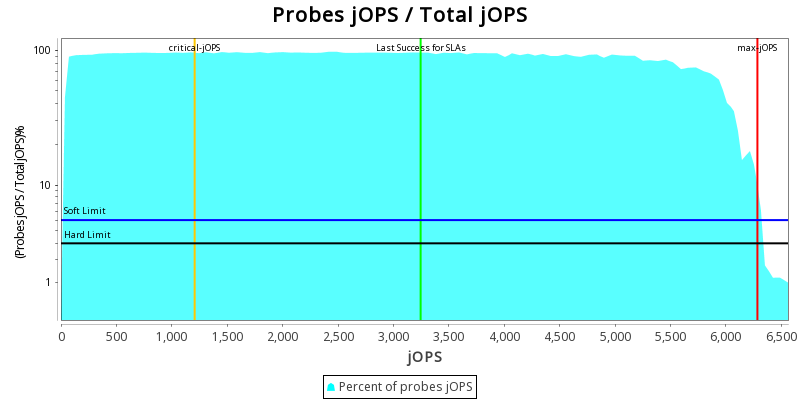 Probes jOPS / Total jOPS
(Probes jOPS / Total jOPS)%
100
10
1
critical-jOPS
Last Success for SLAs
max-jOPS
Soft Limit
Hard Limit
0 500 1,000 1,500 2,000 2,500 3,000 3,500 4,000 4,500 5,000 5,500 6,000 6,500
jOPS
Percent of probes jOPS